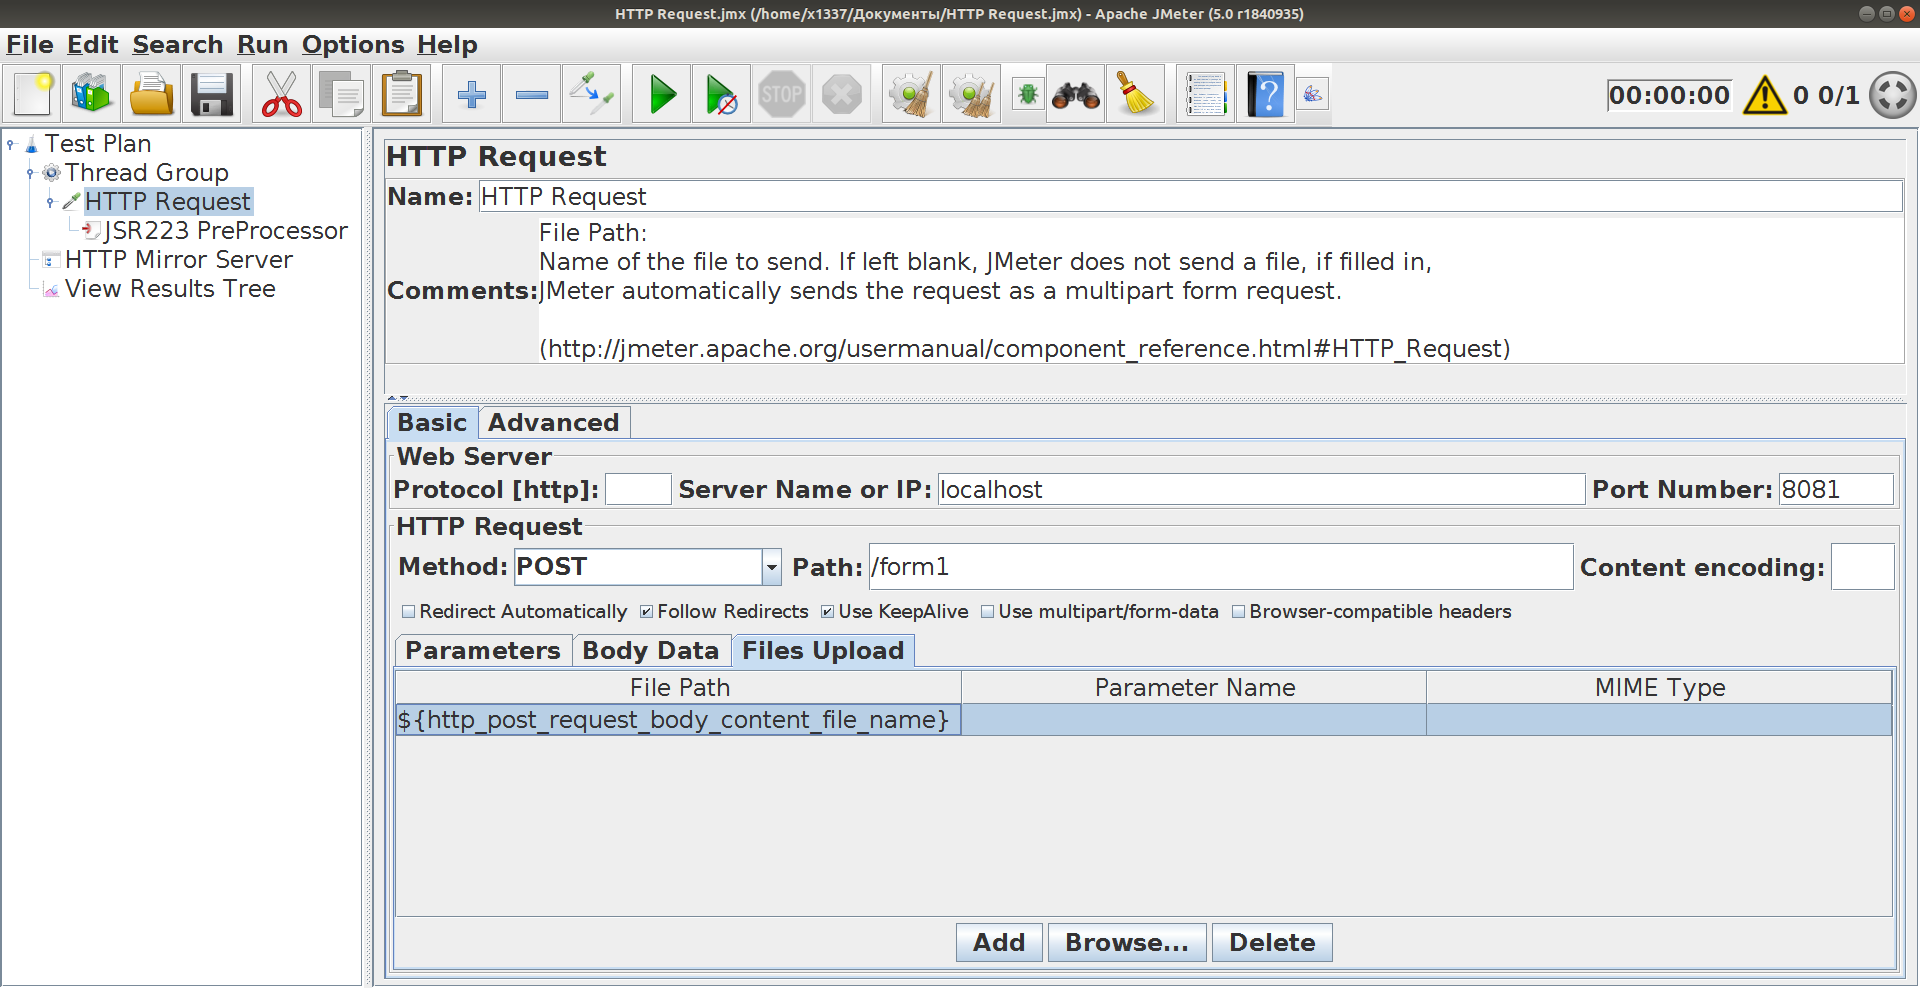 HTTP Request.jmx (/home/x1337/Документы/HTTP Request.jmx) - Apache JMeter (5.0 r1840935)
File Edit Search Run Options Help
STOP
00:00:00 0 0/1
Test Plan
Thread Group
HTTP Request
JSR223 PreProcessor
HTTP Mirror Server
View Results Tree
HTTP Request
Name: HTTP Request
Comments:
File Path:
Name of the file to send. If left blank, JMeter does not send a file, if filled in,
JMeter automatically sends the request as a multipart form request.
(http://jmeter.apache.org/usermanual/component_reference.html#HTTP_Request)
Basic Advanced
Web Server
Protocol [http]: Server Name or IP: localhost Port Number: 8081
HTTP Request
Method: POST Path: /form1 Content encoding:
Redirect Automatically Follow Redirects Use KeepAlive Use multipart/form-data Browser-compatible headers
Parameters Body Data Files Upload
File Path Parameter Name MIME Type
${http_post_request_body_content_file_name}
Add Browse... Delete